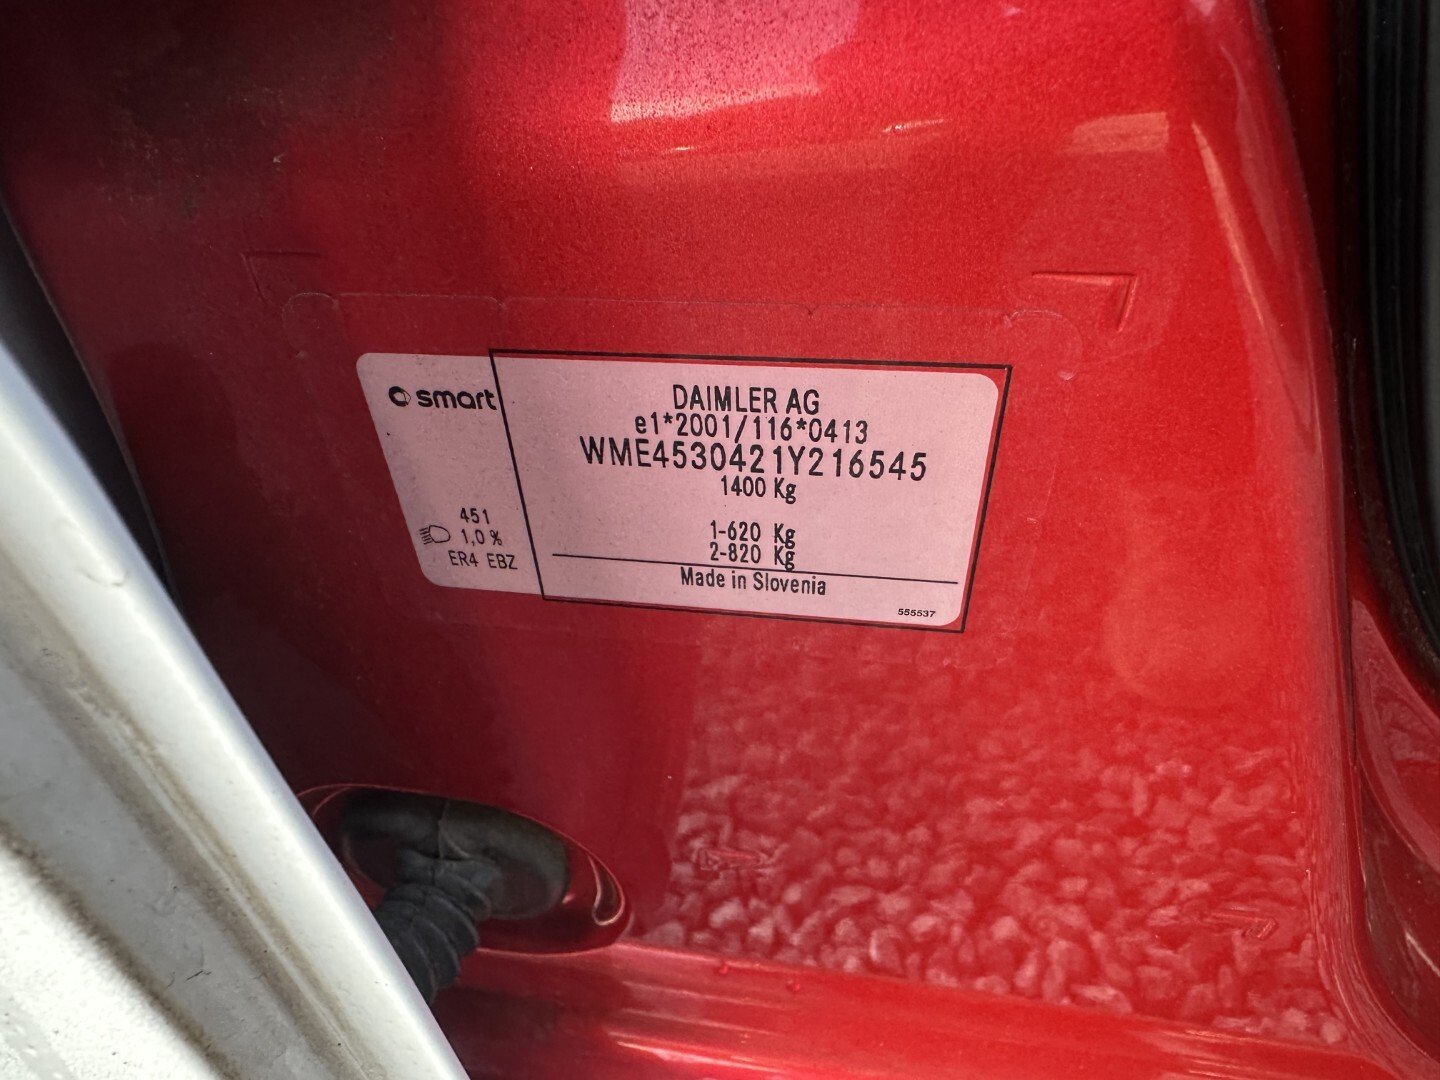 smart
DAIMLER AG
e1*2001/116*0413
WME4530421Y216545
1400 Kg
1-620 Kg
2-820 Kg
Made in Slovenia
555537
451
1,0%
ER4 EBZ